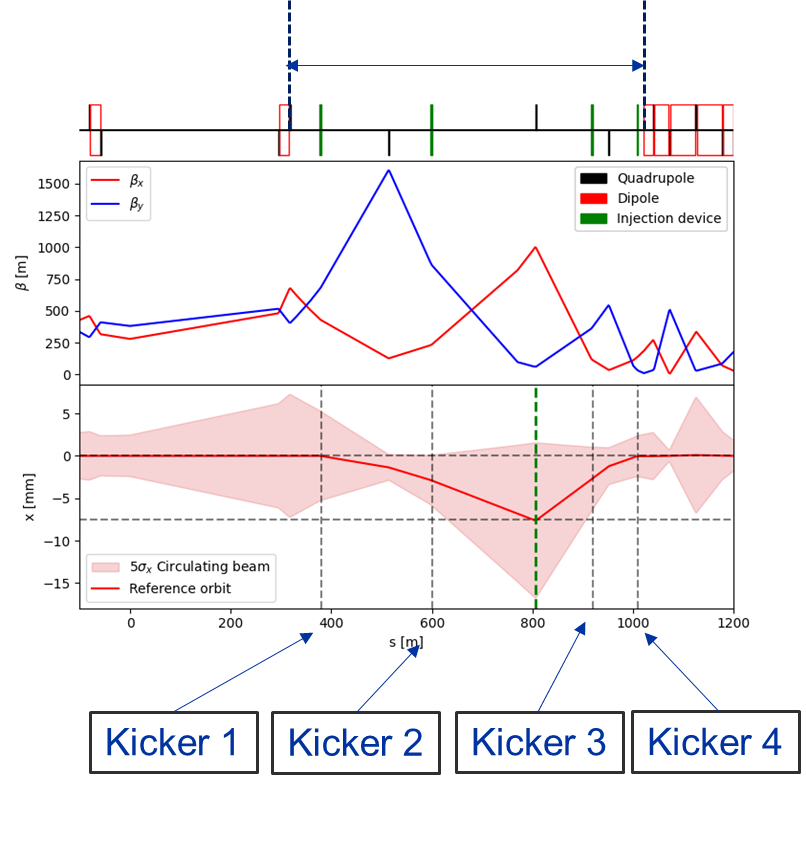 βx
βy
Quadrupole
Dipole
Injection device
1500
1250
1000
750
500
250
0
β [m]
5
0
−5
−10
−15
x [mm]
5σx Circulating beam
Reference orbit
0 200 400 600 800 1000 1200
s [m]
Kicker 1 Kicker 2 Kicker 3 Kicker 4